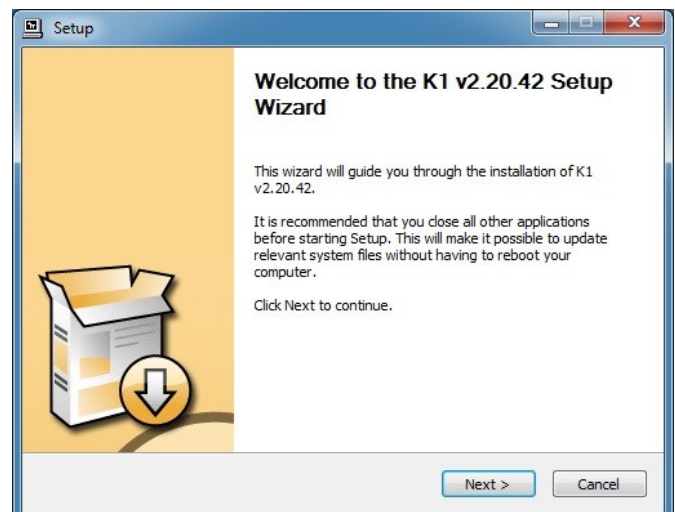 Setup
Welcome to the K1 v2.20.42 Setup
Wizard
This wizard will guide you through the installation of K1
v2.20.42.
It is recommended that you close all other applications
before starting Setup. This will make it possible to update
relevant system files without having to reboot your
computer.
Click Next to continue.
Next >
Cancel